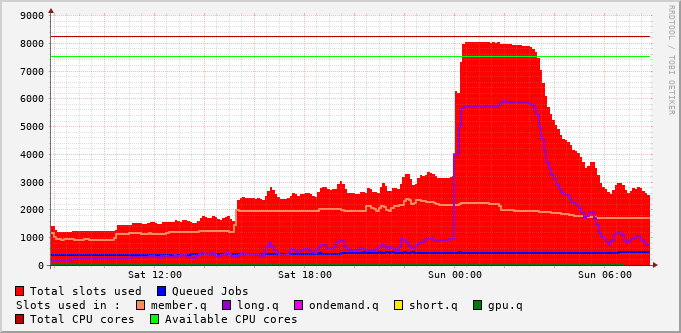 9000
8000
7000
6000
5000
4000
3000
2000
1000
0
Sat 12:00 Sat 18:00 Sun 00:00 Sun 06:00
Total slots used Queued Jobs
Slots used in : member.q long.q ondemand.q short.q gpu.q
Total CPU cores Available CPU cores
RRDTOOL / TOBI OETIKER